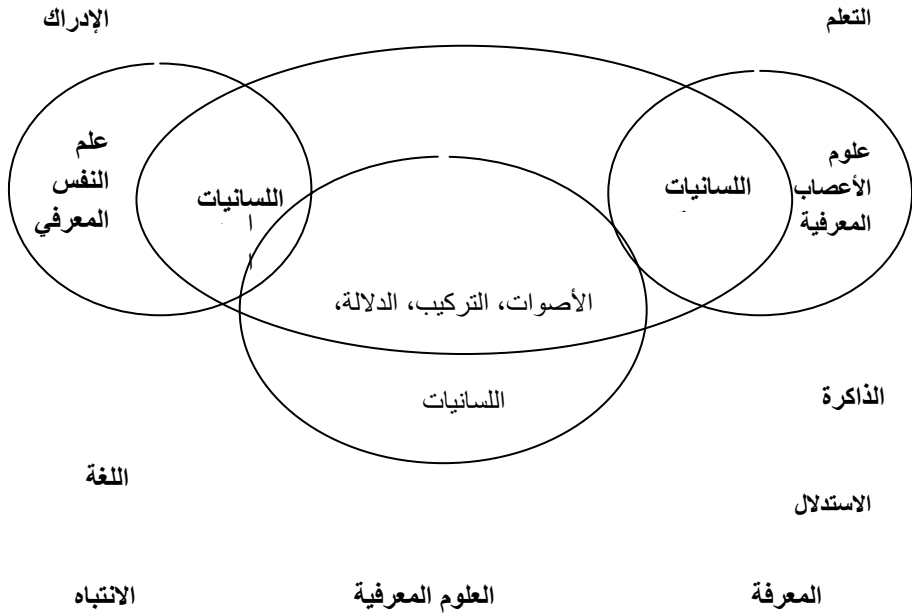 التعلم
الإدراك
علوم
الأعصاب
المعرفية
اللسانيات
اللسانيات
علم
النفس
المعرفي
الأصوات، التركيب، الدلالة،
اللسانيات
الذاكرة
اللغة
الاستدلال
المعرفة
العلوم المعرفية
الانتباه